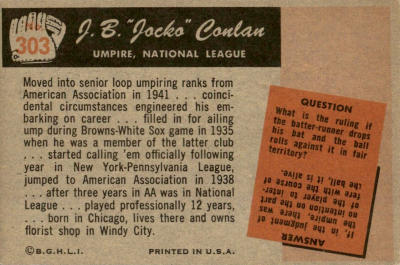 NO.
303
J. B. "Jocko" Conlan
UMPIRE, NATIONAL LEAGUE
Moved into senior loop umpiring ranks from
American Association in 1941 . . . coinci-
dental circumstances engineered his em-
barking on career . . . filled in for ailing
ump during Browns-White Sox game in 1935
when he was a member of the latter club
. . . started calling 'em officially following
year in New York-Pennsylvania League,
jumped to American Association in 1938
. . . after three years in AA was in National
League . . . played professionally 12 years,
. . . born in Chicago, lives there and owns
florist shop in Windy City.
©B.G.H.L.I. PRINTED IN U.S.A.
QUESTION
What is the ruling if
the batter-runner drops
his bat and the ball
rolls against it in fair
territory?
ANSWER
If, in the judgment of
the umpire, there was
no intention on the part
of the player to inter-
fere with the course of
the ball, it is alive.